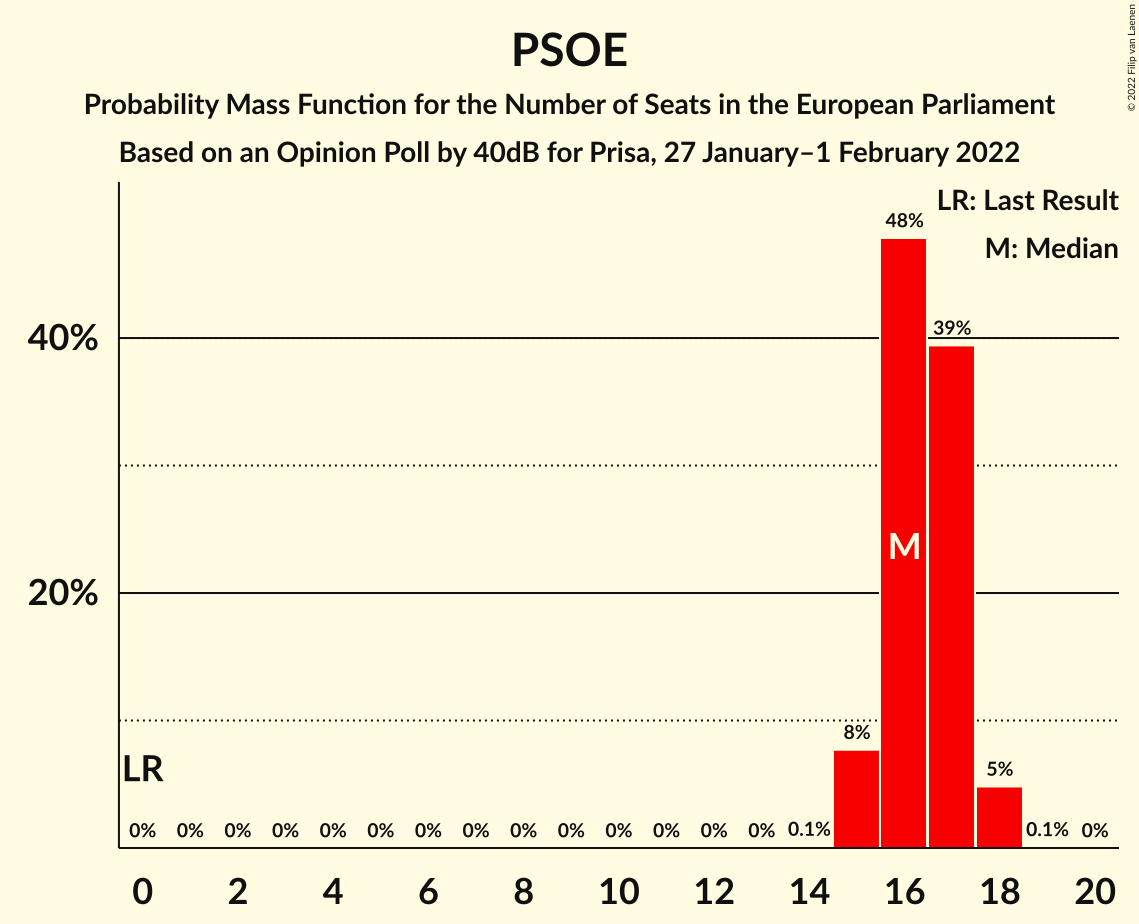 PSOE
Probability Mass Function for the Number of Seats in the European Parliament
Based on an Opinion Poll by 40dB for Prisa, 27 January–1 February 2022
© 2022 Filip van Laenen
LR: Last Result
M: Median
48%
39%
40%
M
20%
8%
5%
LR
0% 0% 0% 0% 0% 0% 0% 0% 0% 0% 0% 0% 0% 0% 0.1% 0.1% 0%
0 2 4 6 8 10 12 14 16 18 20